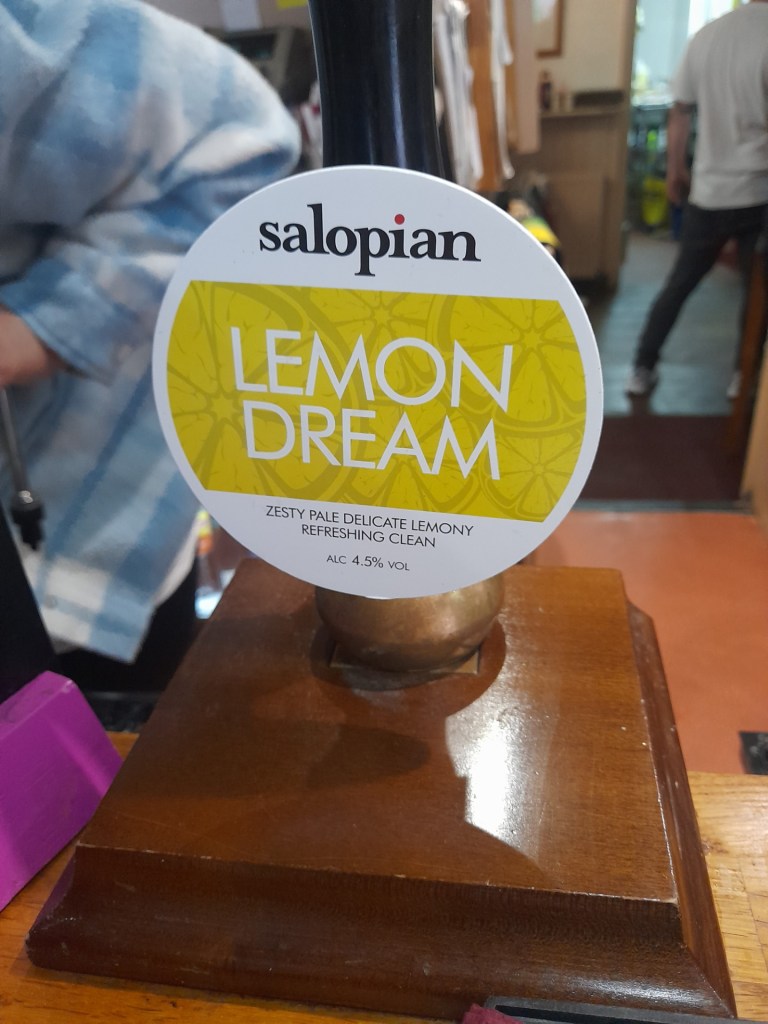 salopian
LEMON
DREAM
ZESTY PALE DELICATE LEMONY
REFRESHING CLEAN
ALC 4.5% VOL